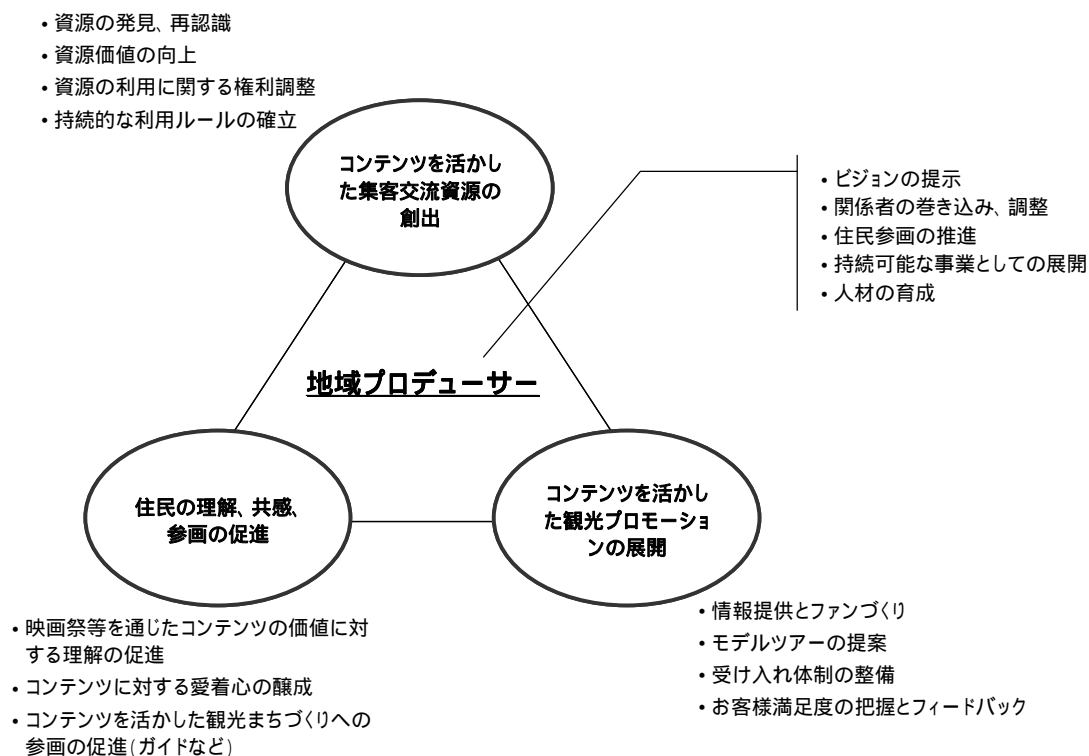 • 資源の発見、再認識
• 資源価値の向上
• 資源の利用に関する権利調整
• 持続的な利用ルールの確立
コンテンツを活かし
た集客交流資源の
創出
• ビジョンの提示
• 関係者の巻き込み、調整
• 住民参画の推進
• 持続可能な事業としての展開
• 人材の育成
地域プロデューサー
住民の理解、共感、
参画の促進
コンテンツを活かし
た観光プロモーショ
ンの展開
• 映画祭等を通じたコンテンツの価値に対
する理解の促進
• コンテンツに対する愛着心の醸成
• コンテンツを活かした観光まちづくりへの
参画の促進(ガイドなど)
• 情報提供とファンづくり
• モデルツアーの提案
• 受け入れ体制の整備
• お客様満足度の把握とフィードバック